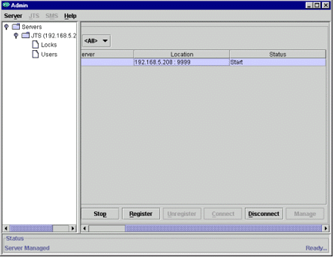 Admin
Server JTS SMS Help
Servers
JTS (192.168.5.2
Locks
Users
<All>
erver Location Status
192.168.5.208 : 9999 Start
Stop Register Unregister Connect Disconnect Manage
Status
Server Managed Ready...